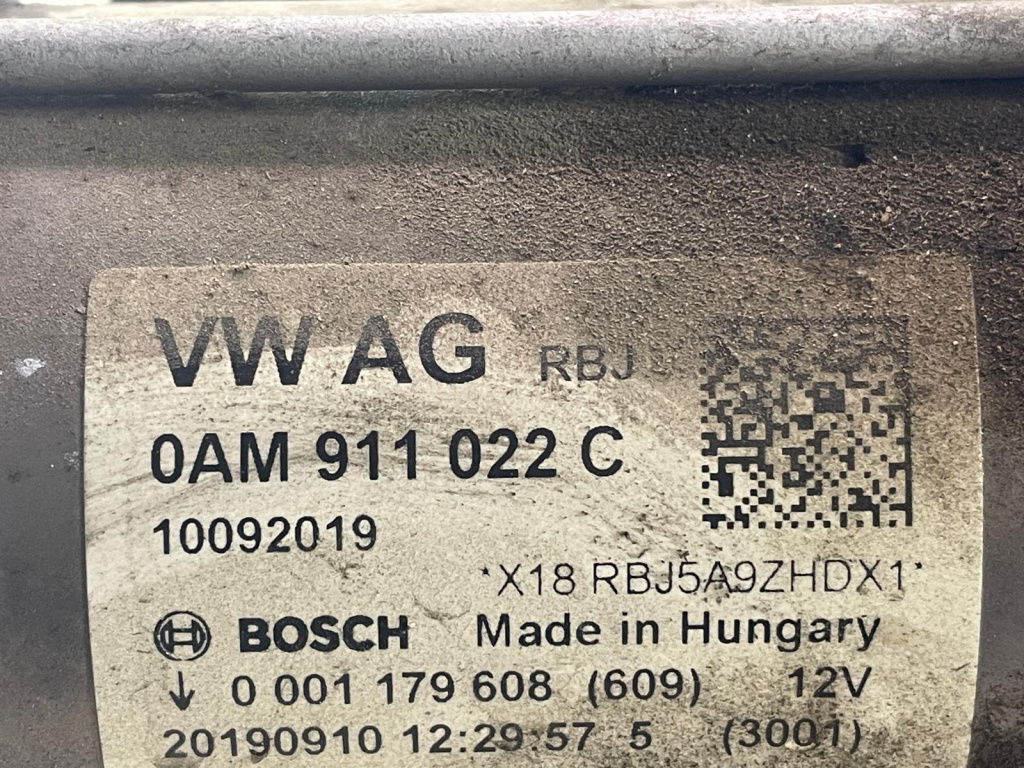 VW AG RBJ
0AM 911 022 C
10092019
*X18 RBJ5A9ZHDX1*
BOSCH Made in Hungary
↓ 0 001 179 608 (609) 12V
20190910 12:29:57 5 (3001)